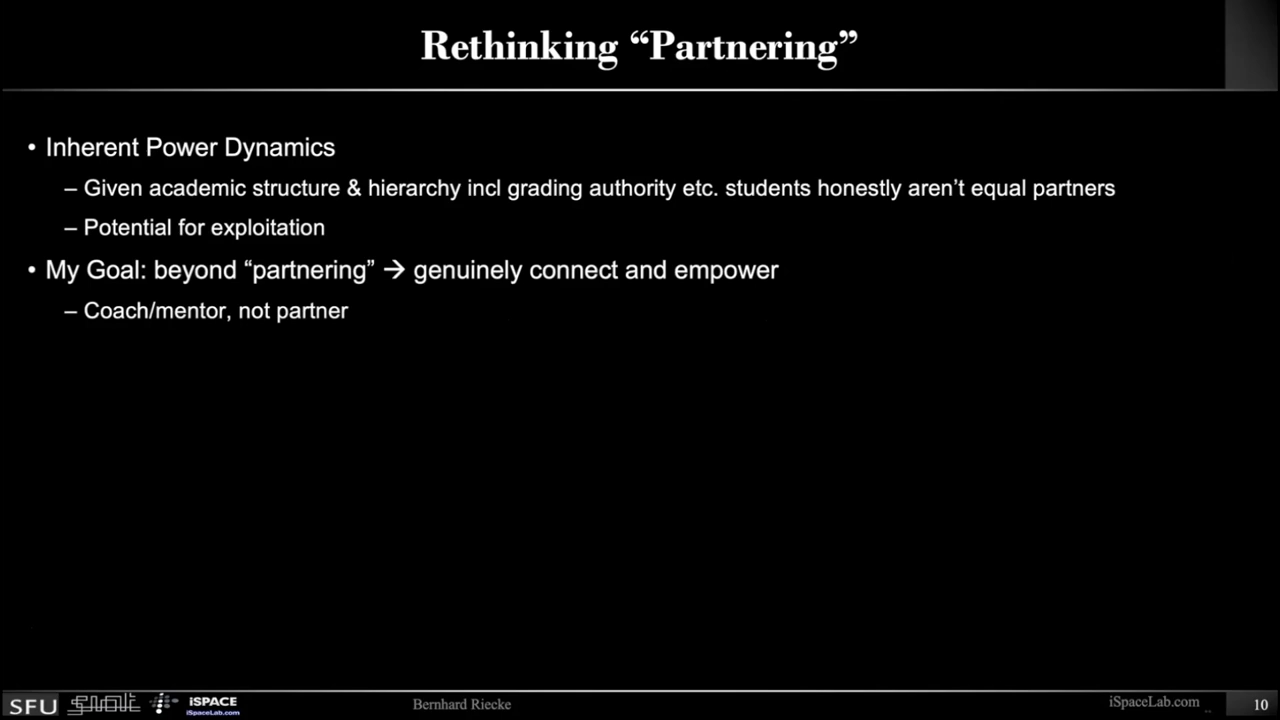 Rethinking “Partnering”
• Inherent Power Dynamics
– Given academic structure & hierarchy incl grading authority etc. students honestly aren’t equal partners
– Potential for exploitation
• My Goal: beyond “partnering” → genuinely connect and empower
– Coach/mentor, not partner
SFU
iSPACE
iSpaceLab.com
Bernhard Riecke
iSpaceLab.com
10